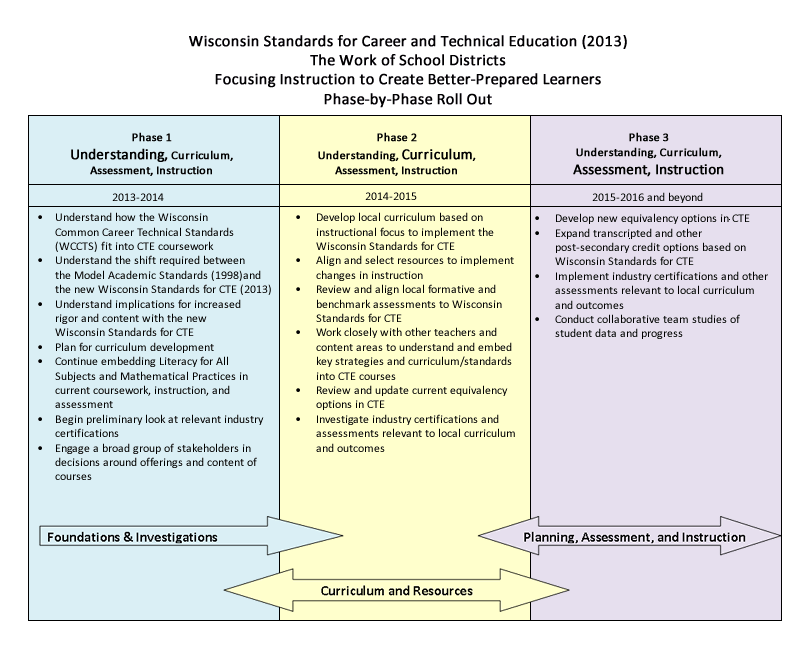 Wisconsin Standards for Career and Technical Education (2013)
The Work of School Districts
Focusing Instruction to Create Better-Prepared Learners
Phase-by-Phase Roll Out
Phase 1
Understanding, Curriculum,
Assessment, Instruction
2013-2014
• Understand how the Wisconsin
Common Career Technical Standards
(WCCTS) fit into CTE coursework
• Understand the shift required between
the Model Academic Standards (1998)and
the new Wisconsin Standards for CTE (2013)
• Understand implications for increased
rigor and content with the new
Wisconsin Standards for CTE
• Plan for curriculum development
• Continue embedding Literacy for All
Subjects and Mathematical Practices in
current coursework, instruction, and
assessment
• Begin preliminary look at relevant industry
certifications
• Engage a broad group of stakeholders in
decisions around offerings and content of
courses
Phase 2
Understanding, Curriculum,
Assessment, Instruction
2014-2015
• Develop local curriculum based on
instructional focus to implement the
Wisconsin Standards for CTE
• Align and select resources to implement
changes in instruction
• Review and align local formative and
benchmark assessments to Wisconsin
Standards for CTE
• Work closely with other teachers and
content areas to understand and embed
key strategies and curriculum/standards
into CTE courses
• Review and update current equivalency
options in CTE
• Investigate industry certifications and
assessments relevant to local curriculum
and outcomes
Phase 3
Understanding, Curriculum,
Assessment, Instruction
2015-2016 and beyond
• Develop new equivalency options in CTE
• Expand transcripted and other
post-secondary credit options based on
Wisconsin Standards for CTE
• Implement industry certifications and other
assessments relevant to local curriculum
and outcomes
• Conduct collaborative team studies of
student data and progress
Foundations & Investigations
Planning, Assessment, and Instruction
Curriculum and Resources